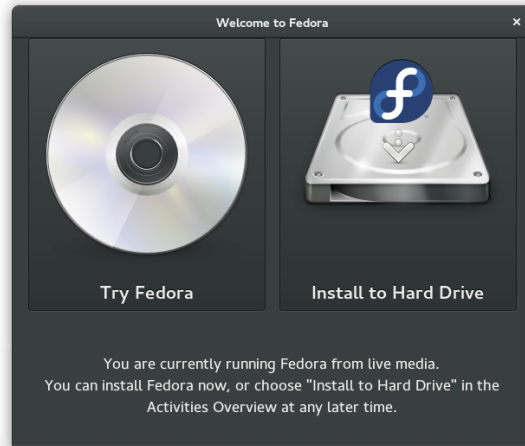 Welcome to Fedora
Try Fedora
Install to Hard Drive
You are currently running Fedora from live media.
You can install Fedora now, or choose "Install to Hard Drive" in the
Activities Overview at any later time.